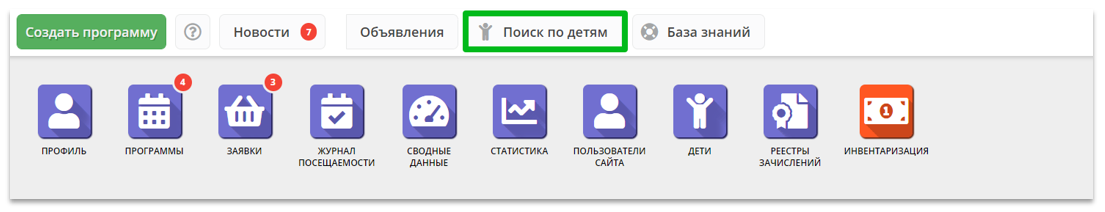 Создать программу
?
Новости 7
Объявления
Поиск по детям
База знаний
4
3
1
ПРОФИЛЬ
ПРОГРАММЫ
ЗАЯВКИ
ЖУРНАЛ
ПОСЕЩАЕМОСТИ
СВОДНЫЕ
ДАННЫЕ
СТАТИСТИКА
ПОЛЬЗОВАТЕЛИ
САЙТА
ДЕТИ
РЕЕСТРЫ
ЗАЧИСЛЕНИЙ
ИНВЕНТАРИЗАЦИЯ